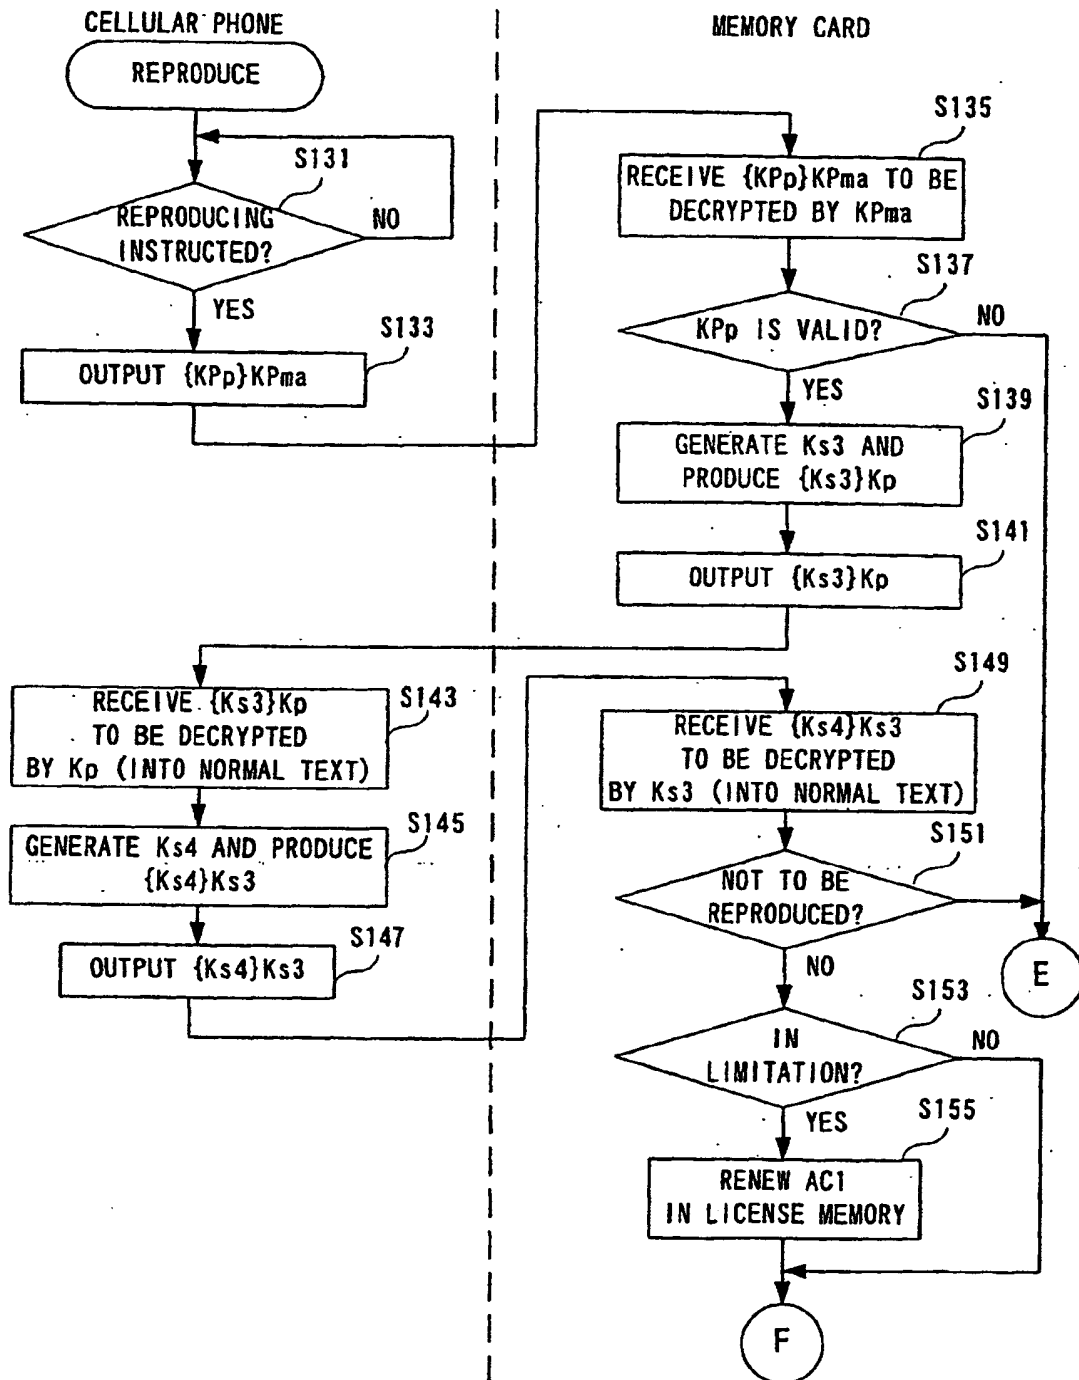 CELLULAR PHONE
REPRODUCE
S131
REPRODUCING
INSTRUCTED?
NO
YES
S133
OUTPUT {KPp}KPma
MEMORY CARD
S135
RECEIVE {KPp}KPma TO BE
DECRYPTED BY KPma
S137
KPp IS VALID?
NO
YES
S139
GENERATE Ks3 AND
PRODUCE {Ks3}Kp
S141
OUTPUT {Ks3}Kp
S143
RECEIVE {Ks3}Kp
TO BE DECRYPTED
BY Kp (INTO NORMAL TEXT)
S145
GENERATE Ks4 AND PRODUCE
{Ks4}Ks3
S147
OUTPUT {Ks4}Ks3
S149
RECEIVE {Ks4}Ks3
TO BE DECRYPTED
BY Ks3 (INTO NORMAL TEXT)
S151
NOT TO BE
REPRODUCED?
NO
E
S153
IN
LIMITATION?
NO
YES
S155
RENEW AC1
IN LICENSE MEMORY
F